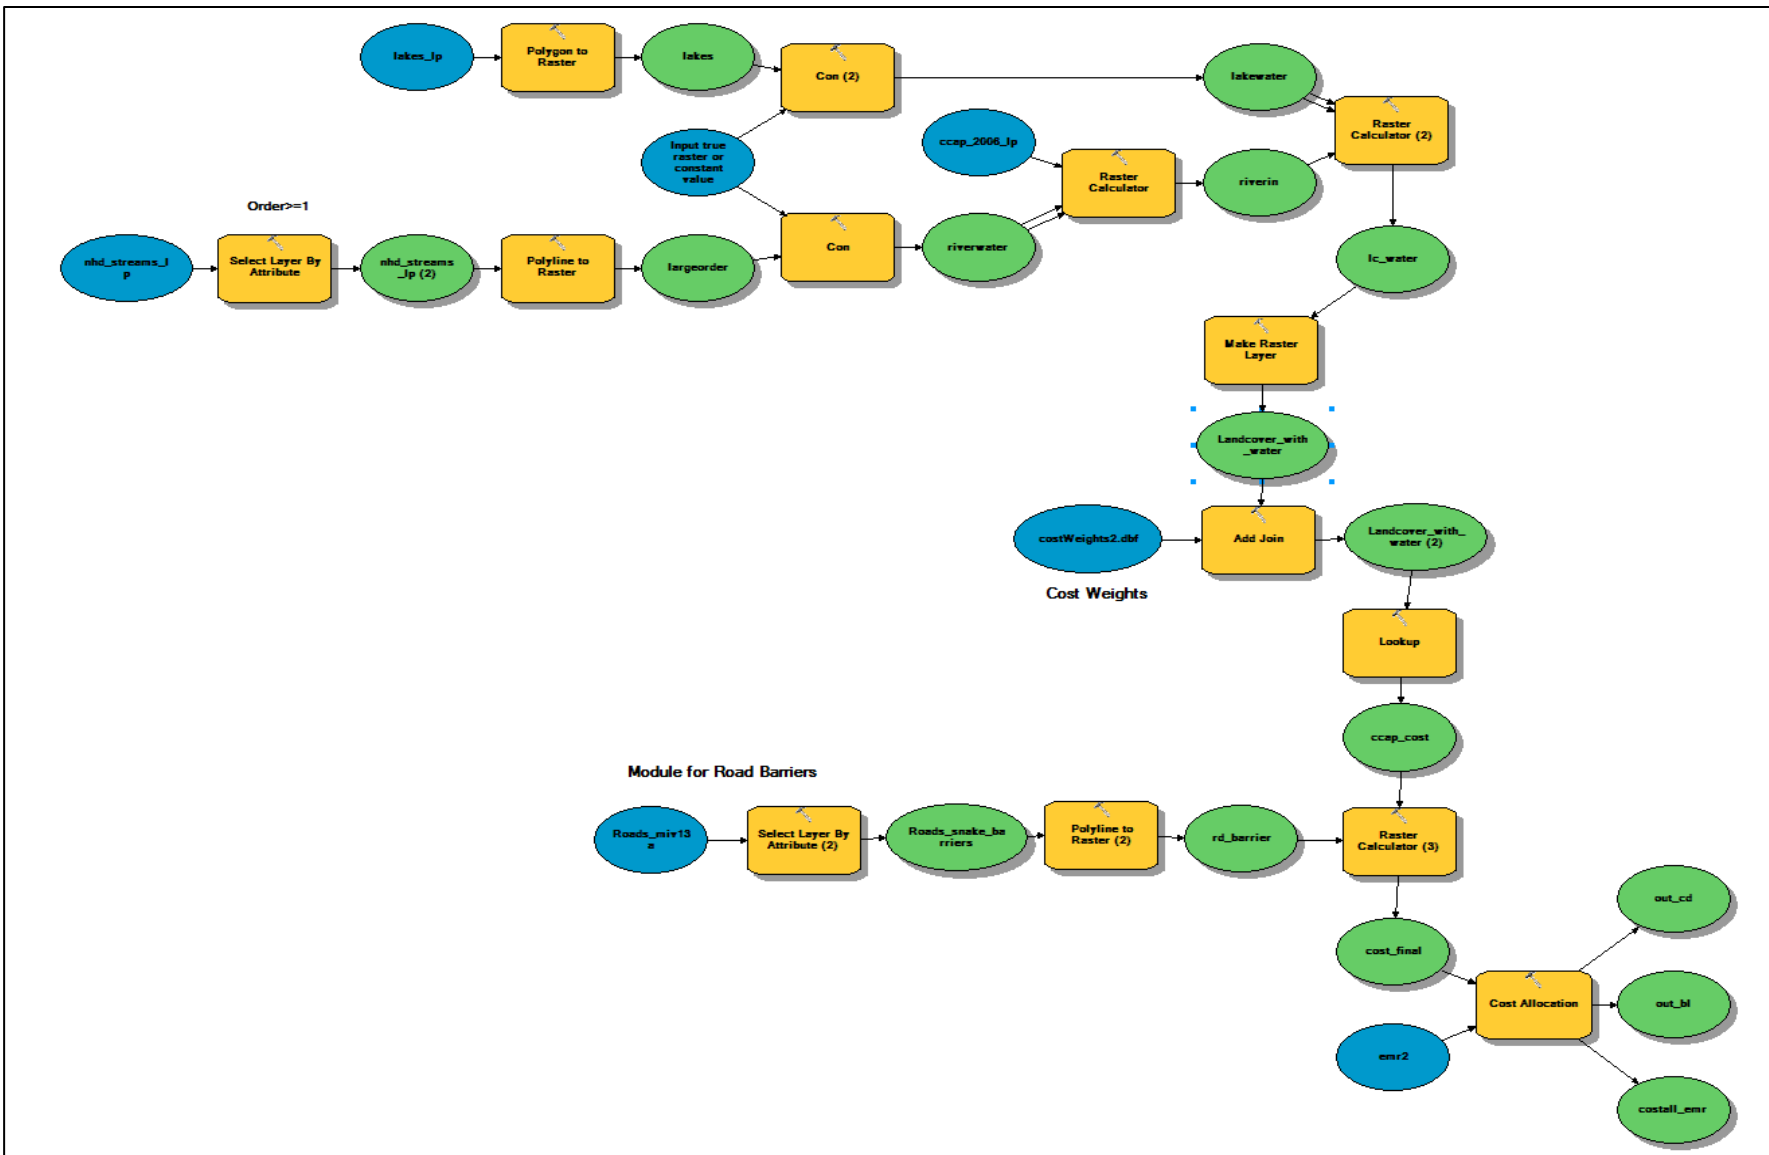 lakes_lp
Polygon to
Raster
lakes
Con (2)
lakewater
Raster
Calculator (2)
Input true
raster or
constant
value
ccap_2006_lp
Raster
Calculator
riverin
Order>=1
nhd_streams_l
p
Select Layer By
Attribute
nhd_streams
_lp (2)
Polyline to
Raster
largeorder
Con
riverwater
lc_water
Make Raster
Layer
Landcover_with
_water
costWeights2.dbf
Add Join
Landcover_with_
water (2)
Cost Weights
Lookup
ccap_cost
Module for Road Barriers
Roads_miv13
a
Select Layer By
Attribute (2)
Roads_snake_ba
rriers
Polyline to
Raster (2)
rd_barrier
Raster
Calculator (3)
cost_final
out_cd
Cost Allocation
out_bl
emr2
costall_emr